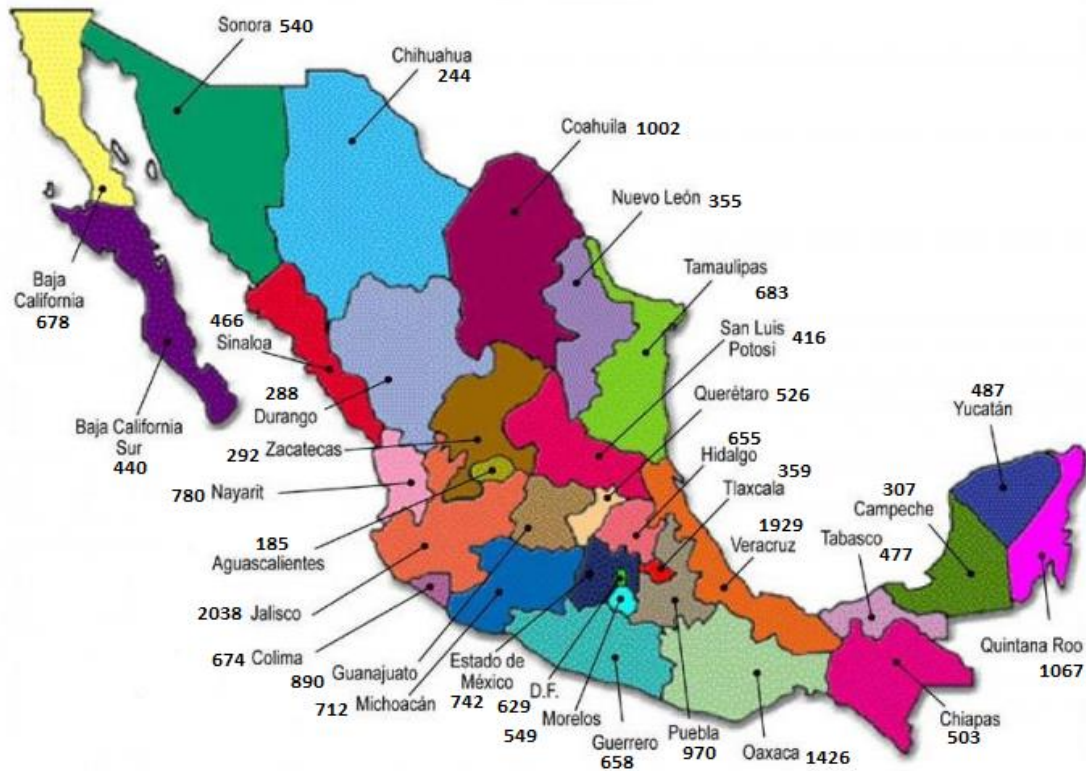 Sonora 540
Chihuahua
244
Coahuila 1002
Nuevo León 355
Tamaulipas
683
San Luis
Potosí 416
Querétaro 526
655
Hidalgo
359
Tlaxcala
1929
Veracruz
487
Yucatán
307
Campeche
Tabasco
477
Quintana Roo
1067
Chiapas
503
Oaxaca 1426
Puebla
970
Guerrero
658
Morelos
549
D.F.
629
Estado de
México
742
Michoacán
712
Guanajuato
890
674 Colima
2038 Jalisco
185
Aguascalientes
780 Nayarit
292 Zacatecas
288
Durango
466
Sinaloa
Baja
California
678
Baja California
Sur
440